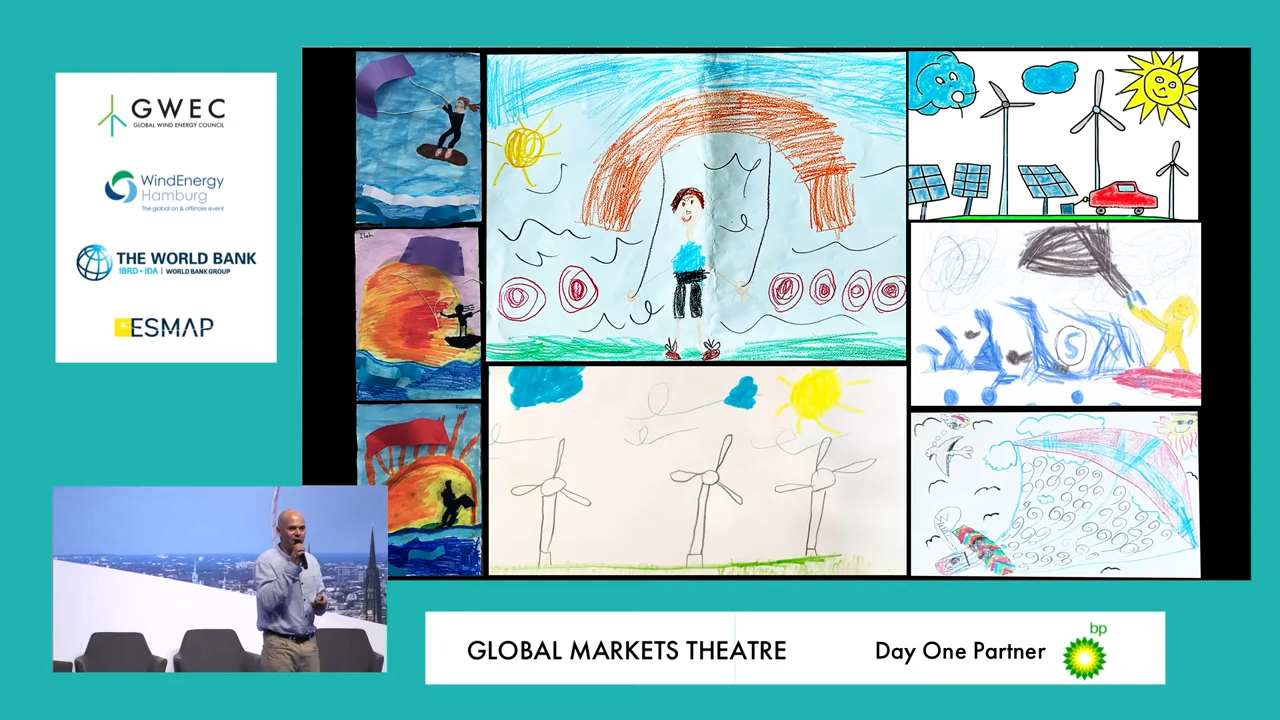 GWEC
GLOBAL WIND ENERGY COUNCIL
WindEnergy
Hamburg
The global on & offshore event
THE WORLD BANK
IBRD • IDA | WORLD BANK GROUP
ESMAP
S
GLOBAL MARKETS THEATRE
Day One Partner
bp